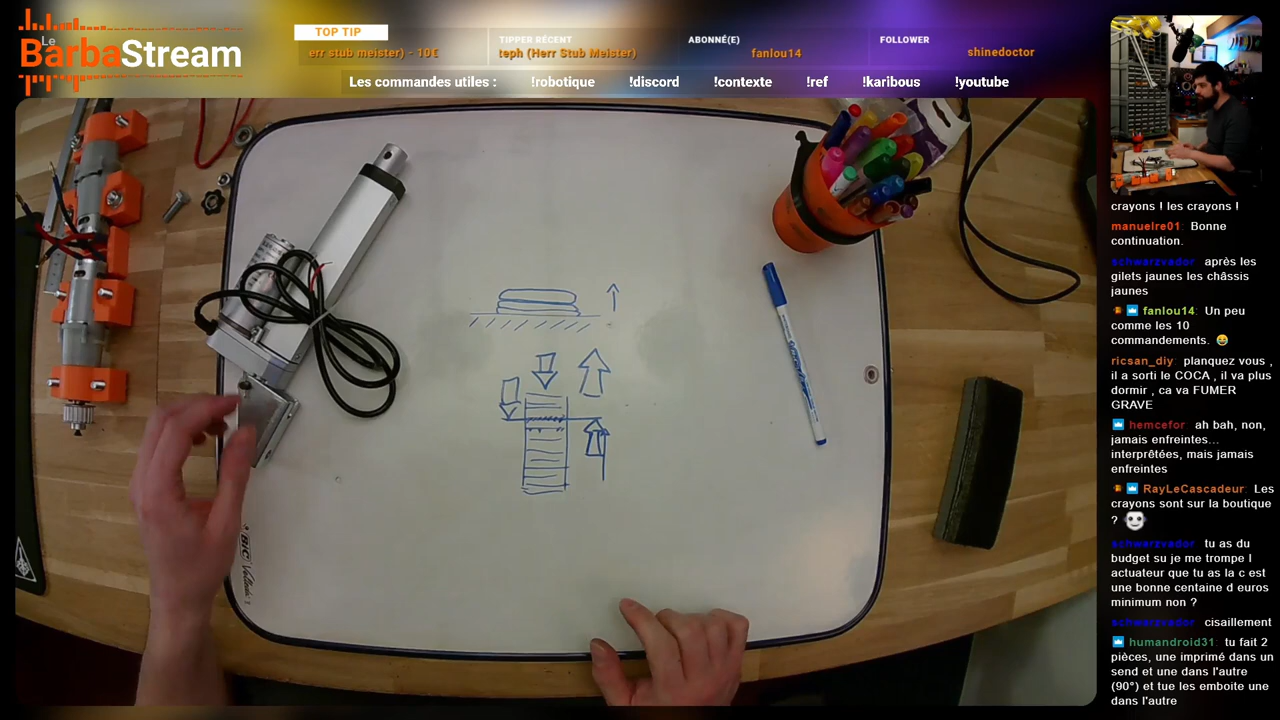 Le
BarbaStream
TOP TIP
err stub meister) - 10€
TIPPER RÉCENT
teph (Herr Stub Meister)
ABONNÉ(E)
fanlou14
FOLLOWER
shinedoctor
Les commandes utiles : !robotique !discord !contexte !ref !karibous !youtube
crayons ! les crayons !
manuelre01: Bonne
continuation.
schwerzvador: après les
gilets jaunes les châssis
jaunes
fanlou14: Un peu
comme les 10
commandements.
ricsan_diy: planquez vous ,
il a sorti le COCA , il va plus
dormir , ca va FUMER
GRAVE
hemcefor: ah bah, non,
jamais enfreintes...
interprêtées, mais jamais
enfreintes
RayLeCascadeur: Les
crayons sont sur la boutique
?
schwerzvador: tu as du
budget su je me trompe l
actuateur que tu as la c est
une bonne centaine d euros
minimum non ?
schwerzvador: cisaillement
humandroid31: tu fait 2
pièces, une imprimé dans un
send et une dans l'autre
(90°) et tue les emboite une
dans l'autre
BIC Velleda